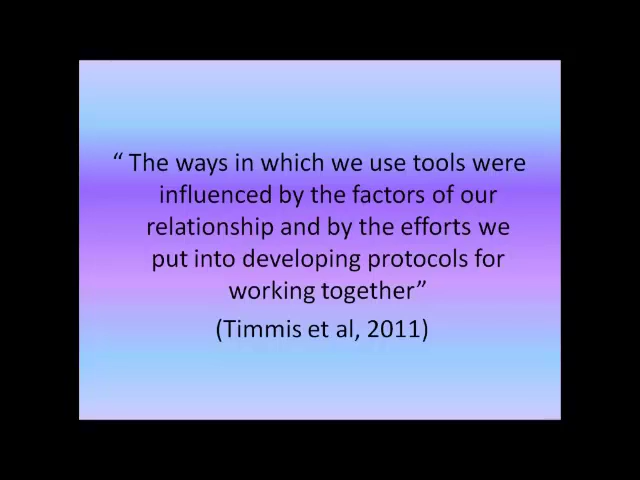 “ The ways in which we use tools were
influenced by the factors of our
relationship and by the efforts we
put into developing protocols for
working together”
(Timmis et al, 2011)